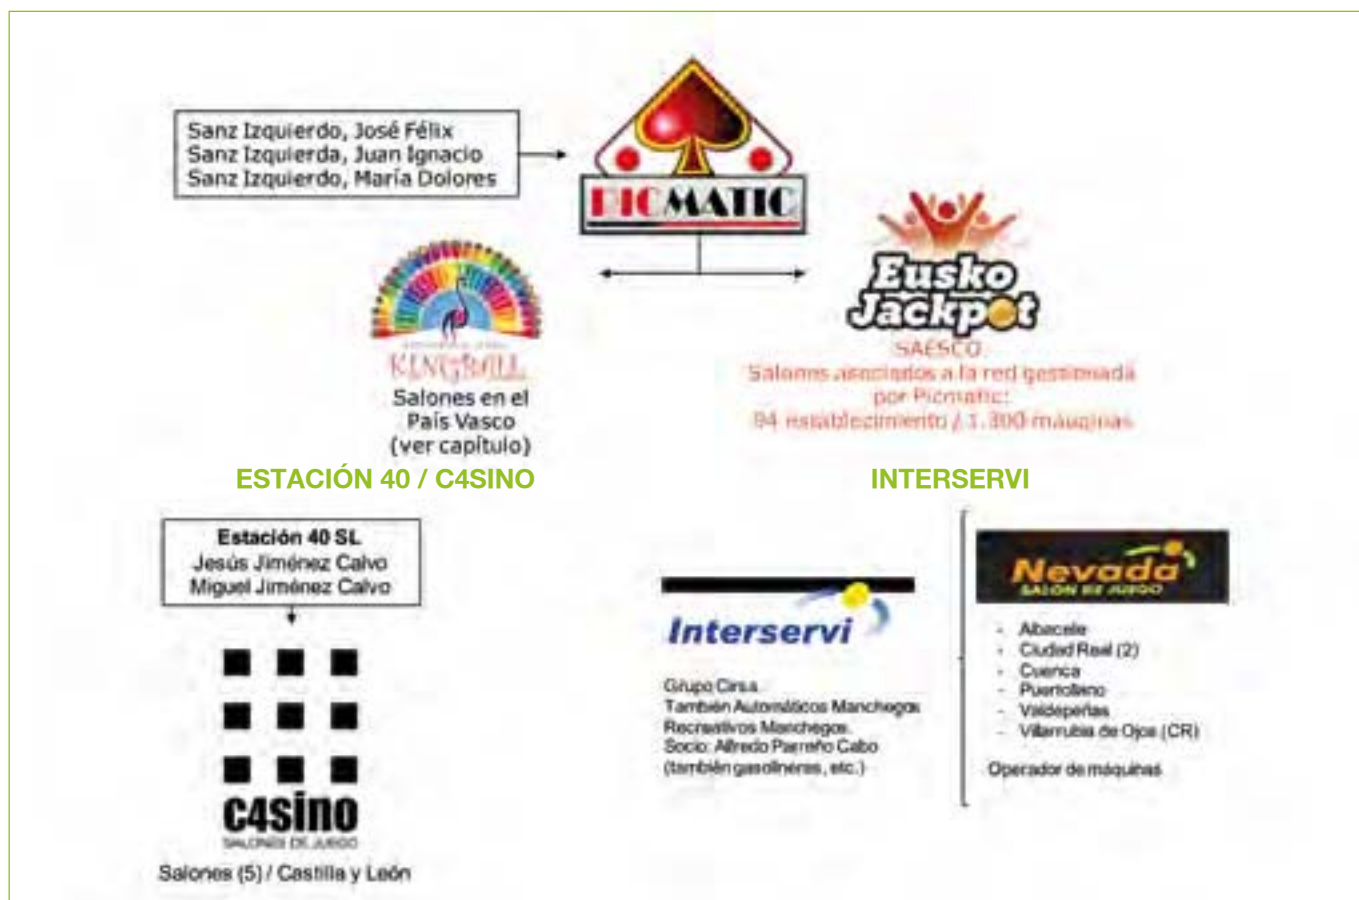 Sanz Izquierdo, José Félix
Sanz Izquierda, Juan Ignacio
Sanz Izquierdo, María Dolores
PICMATIC
KINGBALL
Salones en el
País Vasco
(ver capítulo)
Eusko
Jackpot
SAESCO
Salones asociados a la red gestionada
por Picmatic:
94 establecimiento / 1.300 máquinas
ESTACIÓN 40 / C4SINO
Estación 40 SL
Jesús Jiménez Calvo
Miguel Jiménez Calvo
c4sino
SALONES DE JUEGO
Salones (5) / Castilla y León
INTERSERVI
Interservi
Grupo Cirsa
También Automáticos Manchegos
Recreativos Manchegos.
Socio: Alfredo Parreño Cabo
(también gasolineras, etc.)
Nevada
SALÓN DE JUEGO
- Albacete
- Ciudad Real (2)
- Cuenca
- Puertollano
- Valdepeñas
- Villarrubia de Ojos (CR)
Operador de máquinas